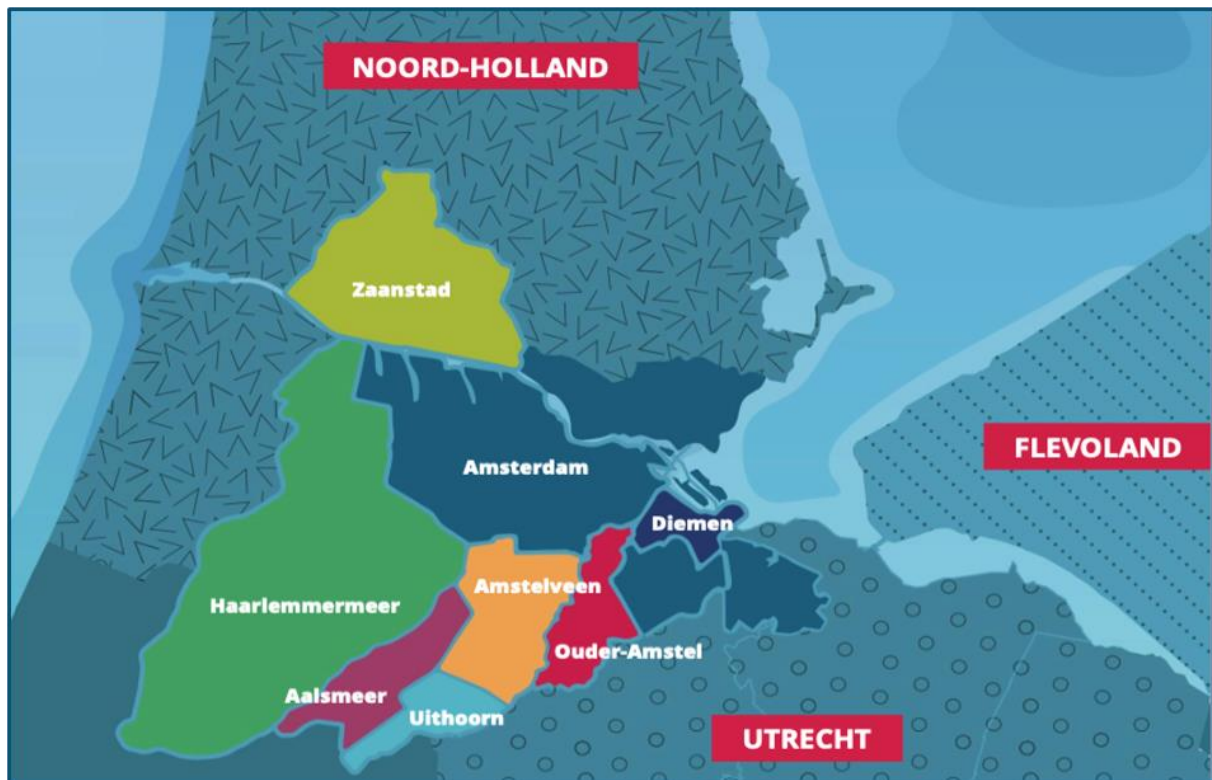 NOORD-HOLLAND
Zaanstad
FLEVOLAND
Amsterdam
Diemen
Amstelveen
Haarlemmermeer
Ouder-Amstel
Aalsmeer
Uithoorn
UTRECHT